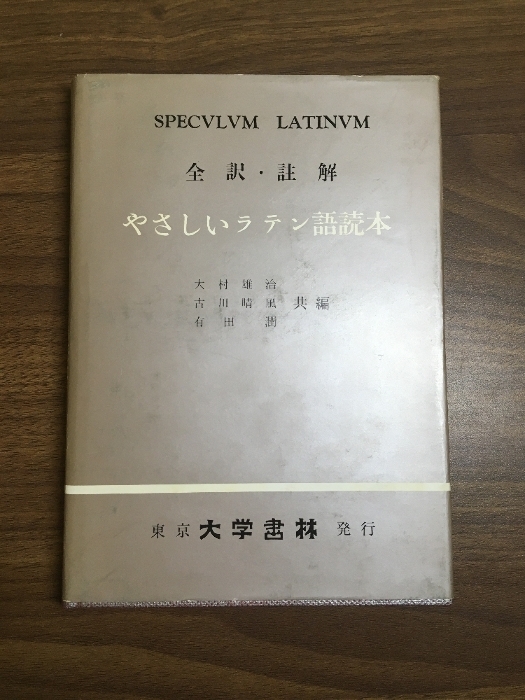 SPECVLVM LATINVM
全訳・註解
やさしいラテン語読本
大村雄治
古川晴風 共編
有田潤
東京 大学書林 発行